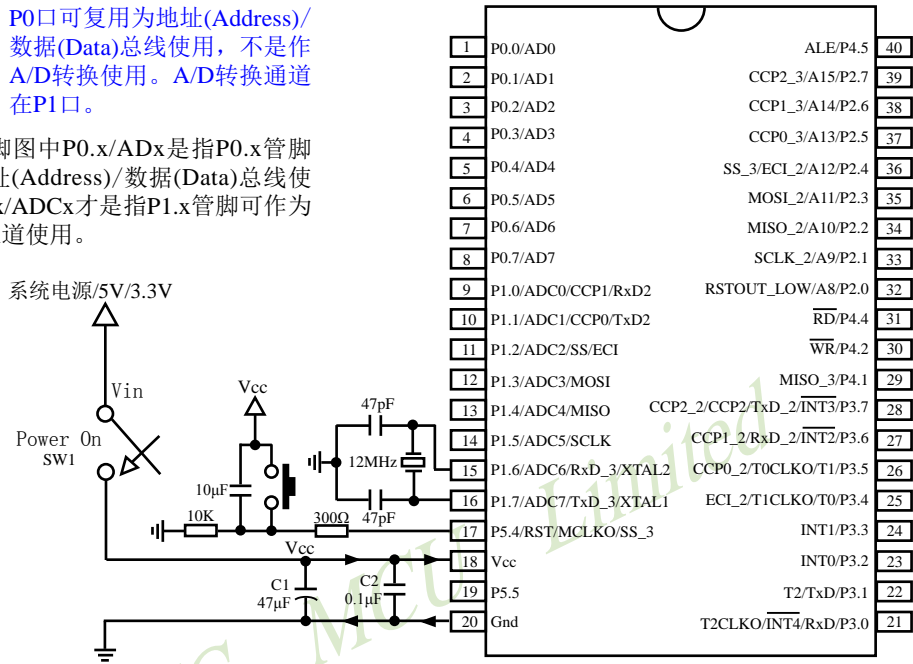 P0口可复用为地址(Address)/
数据(Data)总线使用，不是作
A/D转换使用。A/D转换通道
在P1口。
脚图中P0.x/ADx是指P0.x管脚
址(Address)/数据(Data)总线使
x/ADCx才是指P1.x管脚可作为
道使用。
系统电源/5V/3.3V
Vin
Power On
SW1
Vcc
10μF
10K
300Ω
47pF
12MHz
47pF
Vcc
C1
47μF
C2
0.1μF
1 P0.0/AD0
2 P0.1/AD1
3 P0.2/AD2
4 P0.3/AD3
5 P0.4/AD4
6 P0.5/AD5
7 P0.6/AD6
8 P0.7/AD7
9 P1.0/ADC0/CCP1/RxD2
10 P1.1/ADC1/CCP0/TxD2
11 P1.2/ADC2/SS/ECI
12 P1.3/ADC3/MOSI
13 P1.4/ADC4/MISO
14 P1.5/ADC5/SCLK
15 P1.6/ADC6/RxD_3/XTAL2
16 P1.7/ADC7/TxD_3/XTAL1
17 P5.4/RST/MCLKO/SS_3
18 Vcc
19 P5.5
20 Gnd
ALE/P4.5 40
CCP2_3/A15/P2.7 39
CCP1_3/A14/P2.6 38
CCP0_3/A13/P2.5 37
SS_3/ECI_2/A12/P2.4 36
MOSI_2/A11/P2.3 35
MISO_2/A10/P2.2 34
SCLK_2/A9/P2.1 33
RSTOUT_LOW/A8/P2.0 32
RD/P4.4 31
WR/P4.2 30
MISO_3/P4.1 29
CCP2_2/CCP2/TxD_2/INT3/P3.7 28
CCP1_2/RxD_2/INT2/P3.6 27
CCP0_2/T0CLKO/T1/P3.5 26
ECI_2/T1CLKO/T0/P3.4 25
INT1/P3.3 24
INT0/P3.2 23
T2/TxD/P3.1 22
T2CLKO/INT4/RxD/P3.0 21
MCU Limited